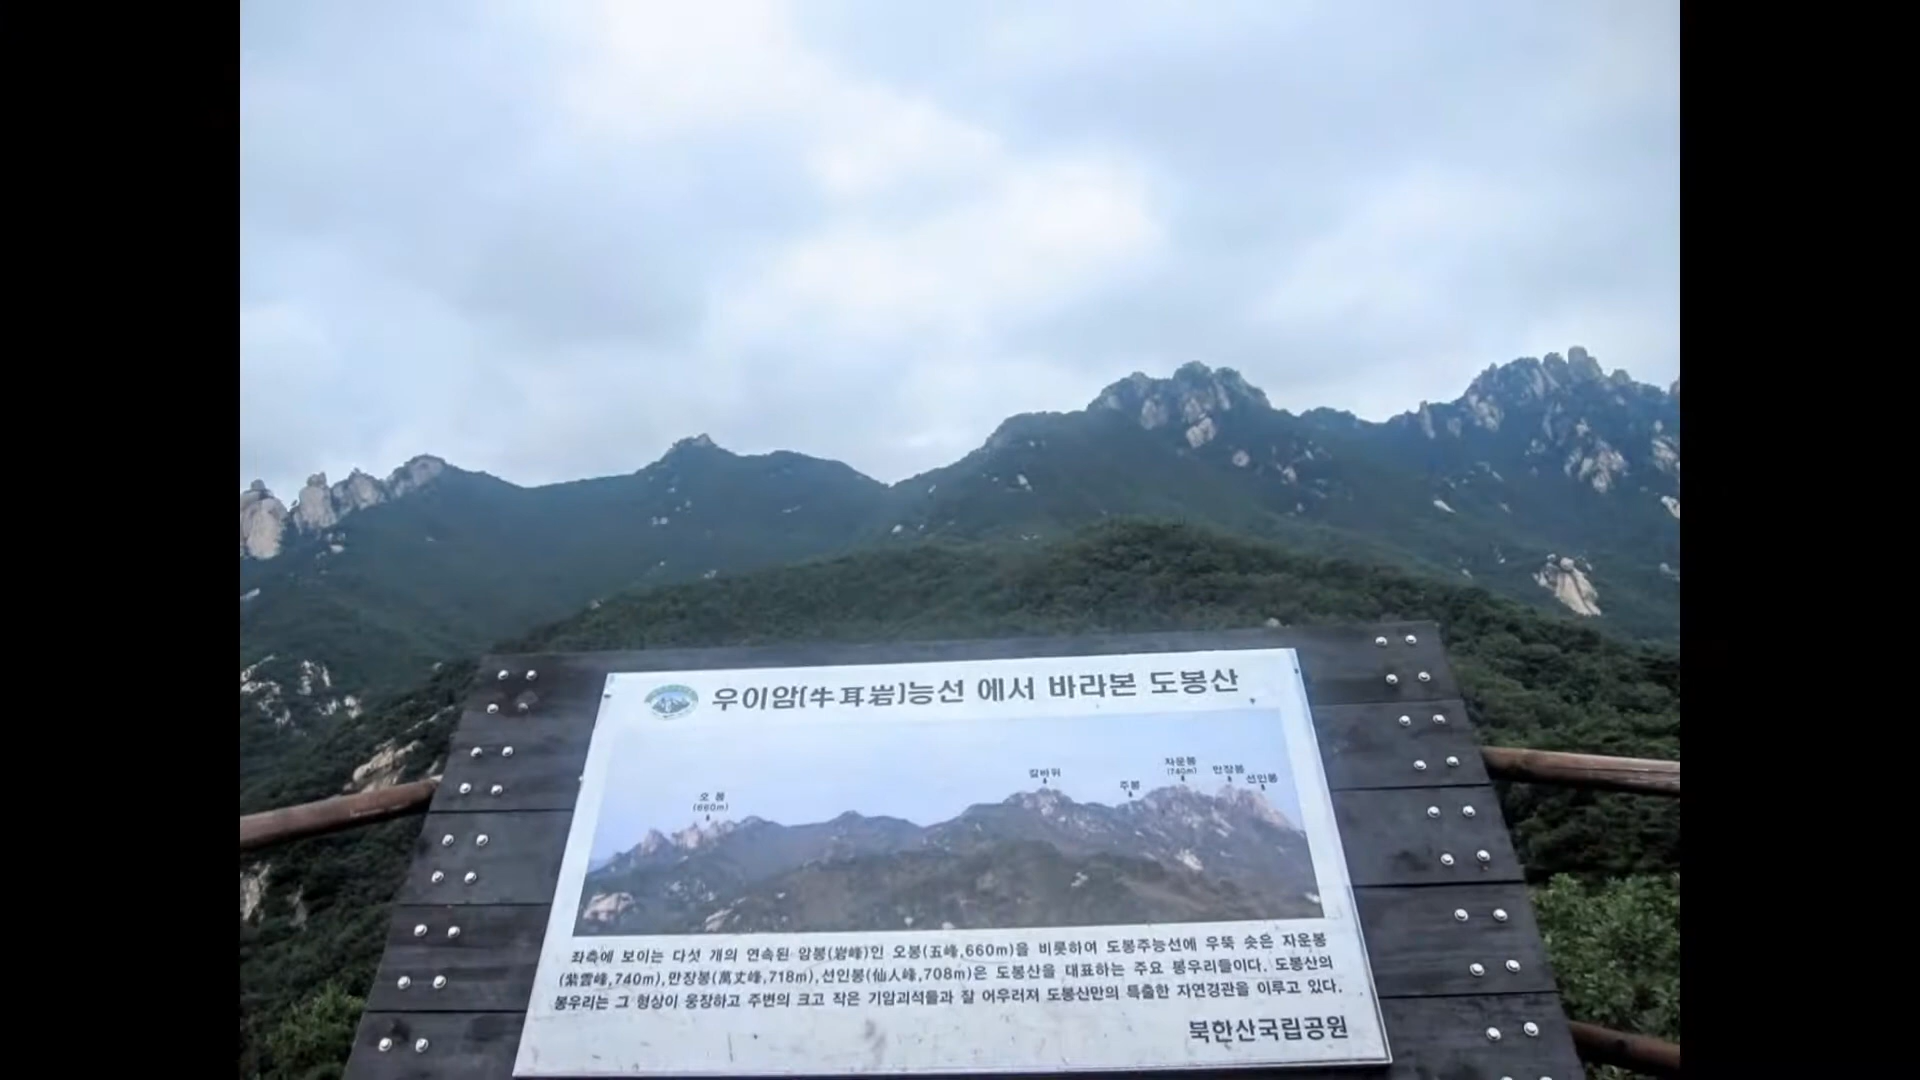 우이암(牛耳岩)능선 에서 바라본 도봉산
오 봉
(660m)
칼바위
주봉
자운봉
(740m)
만장봉
선인봉
좌측에 보이는 다섯 개의 연속된 암봉(岩峰)인 오봉(五峰,660m)을 비롯하여 도봉주능선에 우뚝 솟은 자운봉
(紫雲峰,740m),만장봉(萬丈峰,718m),선인봉(仙人峰,708m)은 도봉산을 대표하는 주요 봉우리들이다. 도봉산의
봉우리는 그 형상이 웅장하고 주변의 크고 작은 기암괴석들과 잘 어우러져 도봉산만의 특출한 자연경관을 이루고 있다.
북한산국립공원